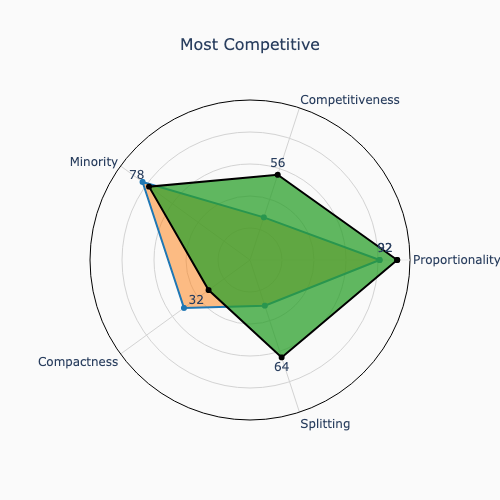 Most Competitive
Competitiveness
56
Minority
78
92
Proportionality
32
Compactness
64
Splitting